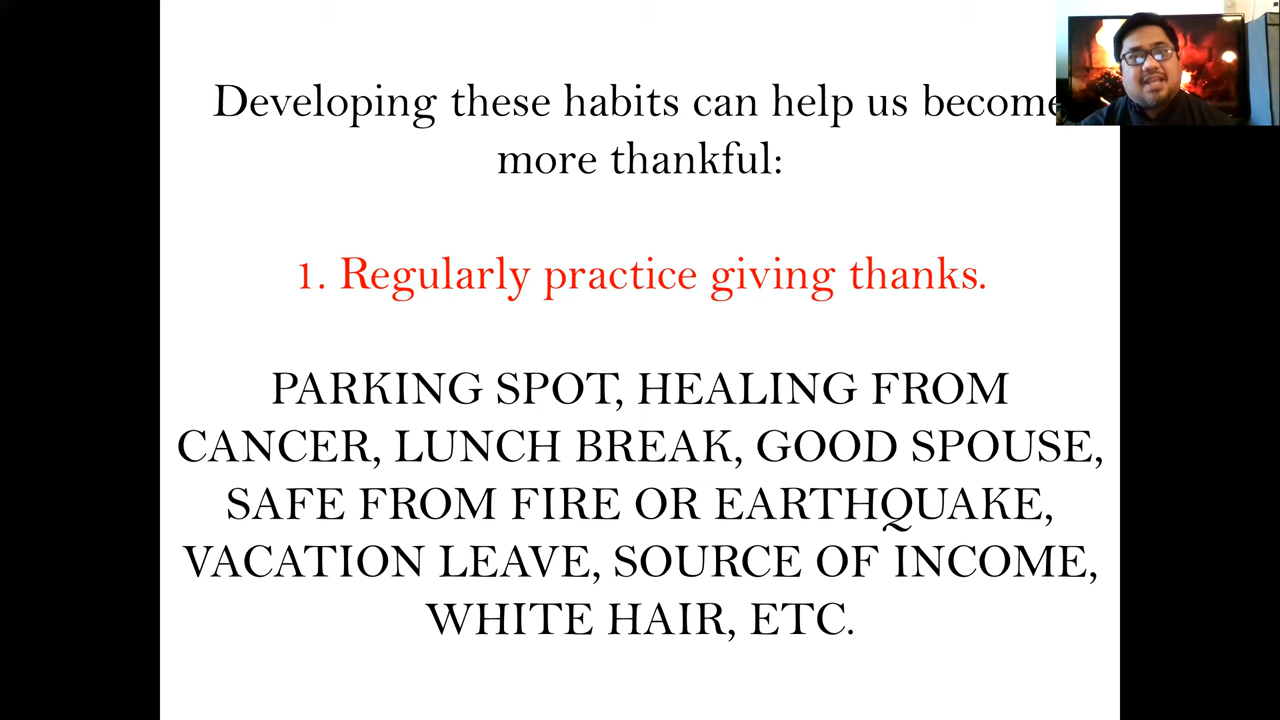 Developing these habits can help us become
more thankful:
1. Regularly practice giving thanks.
PARKING SPOT, HEALING FROM
CANCER, LUNCH BREAK, GOOD SPOUSE,
SAFE FROM FIRE OR EARTHQUAKE,
VACATION LEAVE, SOURCE OF INCOME,
WHITE HAIR, ETC.